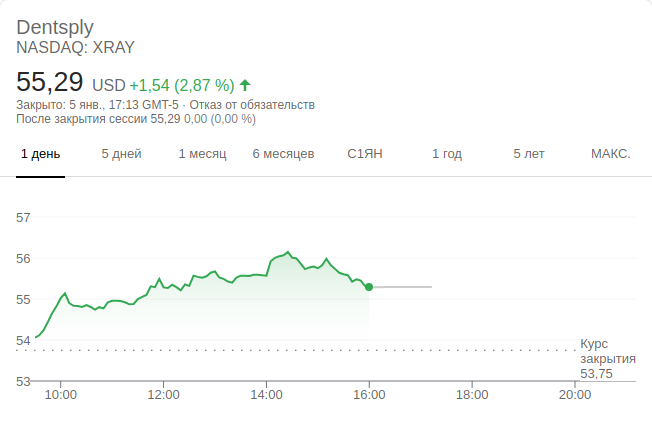 Dentsply
NASDAQ: XRAY
55,29 USD +1,54 (2,87 %)
Закрыто: 5 янв., 17:13 GMT-5 · Отказ от обязательств
После закрытия сессии 55,29 0,00 (0,00 %)
1 день 5 дней 1 месяц 6 месяцев С1ЯН 1 год 5 лет МАКС.
57
56
55
54
Курс
закрытия
53,75
53
10:00 12:00 14:00 16:00 18:00 20:00